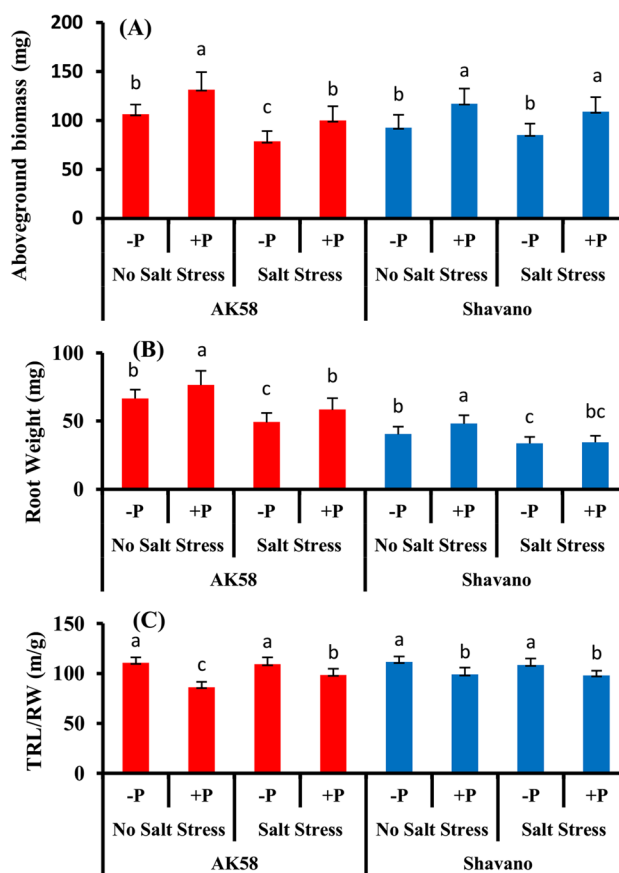 (A)
Aboveground biomass (mg)
200
150
100
50
0
b a c b b a b a
-P +P -P +P -P +P -P +P
No Salt Stress Salt Stress No Salt Stress Salt Stress
AK58 Shavano
(B)
Root Weight (mg)
100
50
0
b a c b b a c bc
-P +P -P +P -P +P -P +P
No Salt Stress Salt Stress No Salt Stress Salt Stress
AK58 Shavano
(C)
TRL/RW (m/g)
150
100
50
0
a c a b a b a b
-P +P -P +P -P +P -P +P
No Salt Stress Salt Stress No Salt Stress Salt Stress
AK58 Shavano